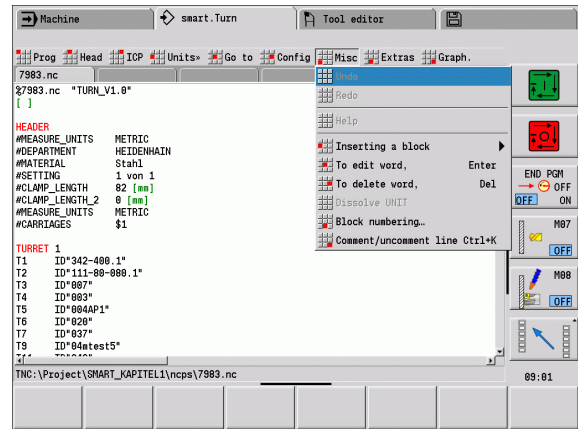 Machine
smart.Turn
Tool editor
Prog Head ICP Units» Go to Config Misc Extras Graph.
7983.nc
%7983.nc "TURN_V1.0"
[ ]
HEADER
#MEASURE_UNITS METRIC
#DEPARTMENT HEIDENHAIN
#MATERIAL Stahl
#SETTING 1 von 1
#CLAMP_LENGTH 82 [mm]
#CLAMP_LENGTH_2 0 [mm]
#MEASURE_UNITS METRIC
#CARRIAGES $1
TURRET 1
T1 ID"342-400.1"
T2 ID"111-80-080.1"
T3 ID"007"
T4 ID"003"
T5 ID"004AP1"
T6 ID"020"
T7 ID"037"
T9 ID"04mtest5"
Undo
Redo
Help
Inserting a block
To edit word, Enter
To delete word, Del
Dissolve UNIT
Block numbering…
Comment/uncomment line Ctrl+K
END PGM
OFF
OFF ON
M07
OFF
M08
OFF
TNC:\Project\SMART_KAPITEL1\ncps\7983.nc
09:01